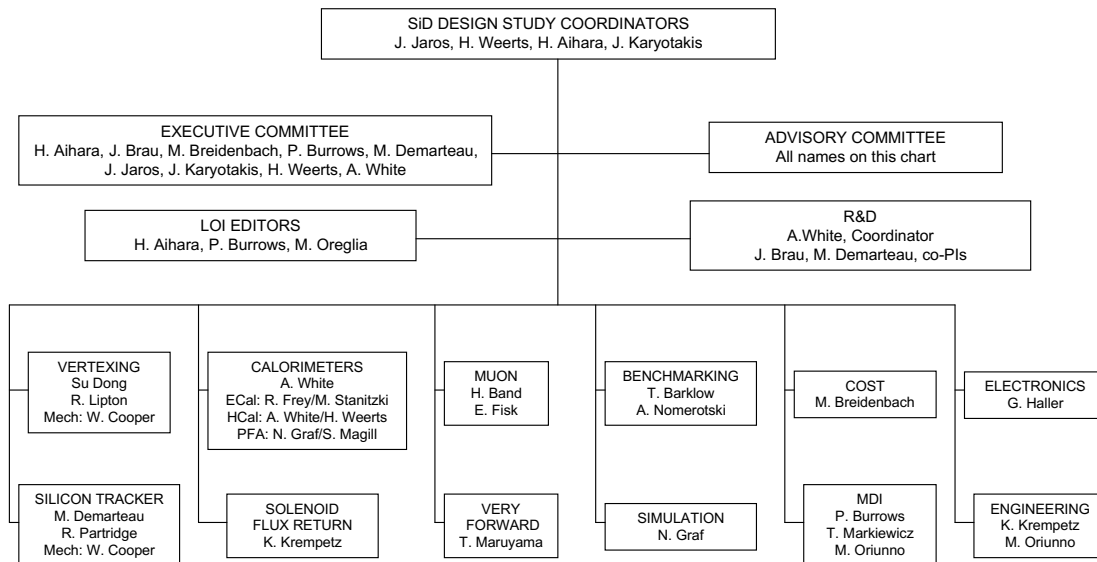 SiD DESIGN STUDY COORDINATORS
J. Jaros, H. Weerts, H. Aihara, J. Karyotakis
EXECUTIVE COMMITTEE
H. Aihara, J. Brau, M. Breidenbach, P. Burrows, M. Demarteau,
J. Jaros, J. Karyotakis, H. Weerts, A. White
ADVISORY COMMITTEE
All names on this chart
LOI EDITORS
H. Aihara, P. Burrows, M. Oreglia
R&D
A.White, Coordinator
J. Brau, M. Demarteau, co-PIs
VERTEXING
Su Dong
R. Lipton
Mech: W. Cooper
CALORIMETERS
A. White
ECal: R. Frey/M. Stanitzki
HCal: A. White/H. Weerts
PFA: N. Graf/S. Magill
MUON
H. Band
E. Fisk
BENCHMARKING
T. Barklow
A. Nomerotski
COST
M. Breidenbach
ELECTRONICS
G. Haller
SILICON TRACKER
M. Demarteau
R. Partridge
Mech: W. Cooper
SOLENOID
FLUX RETURN
K. Krempetz
VERY
FORWARD
T. Maruyama
SIMULATION
N. Graf
MDI
P. Burrows
T. Markiewicz
M. Oriunno
ENGINEERING
K. Krempetz
M. Oriunno